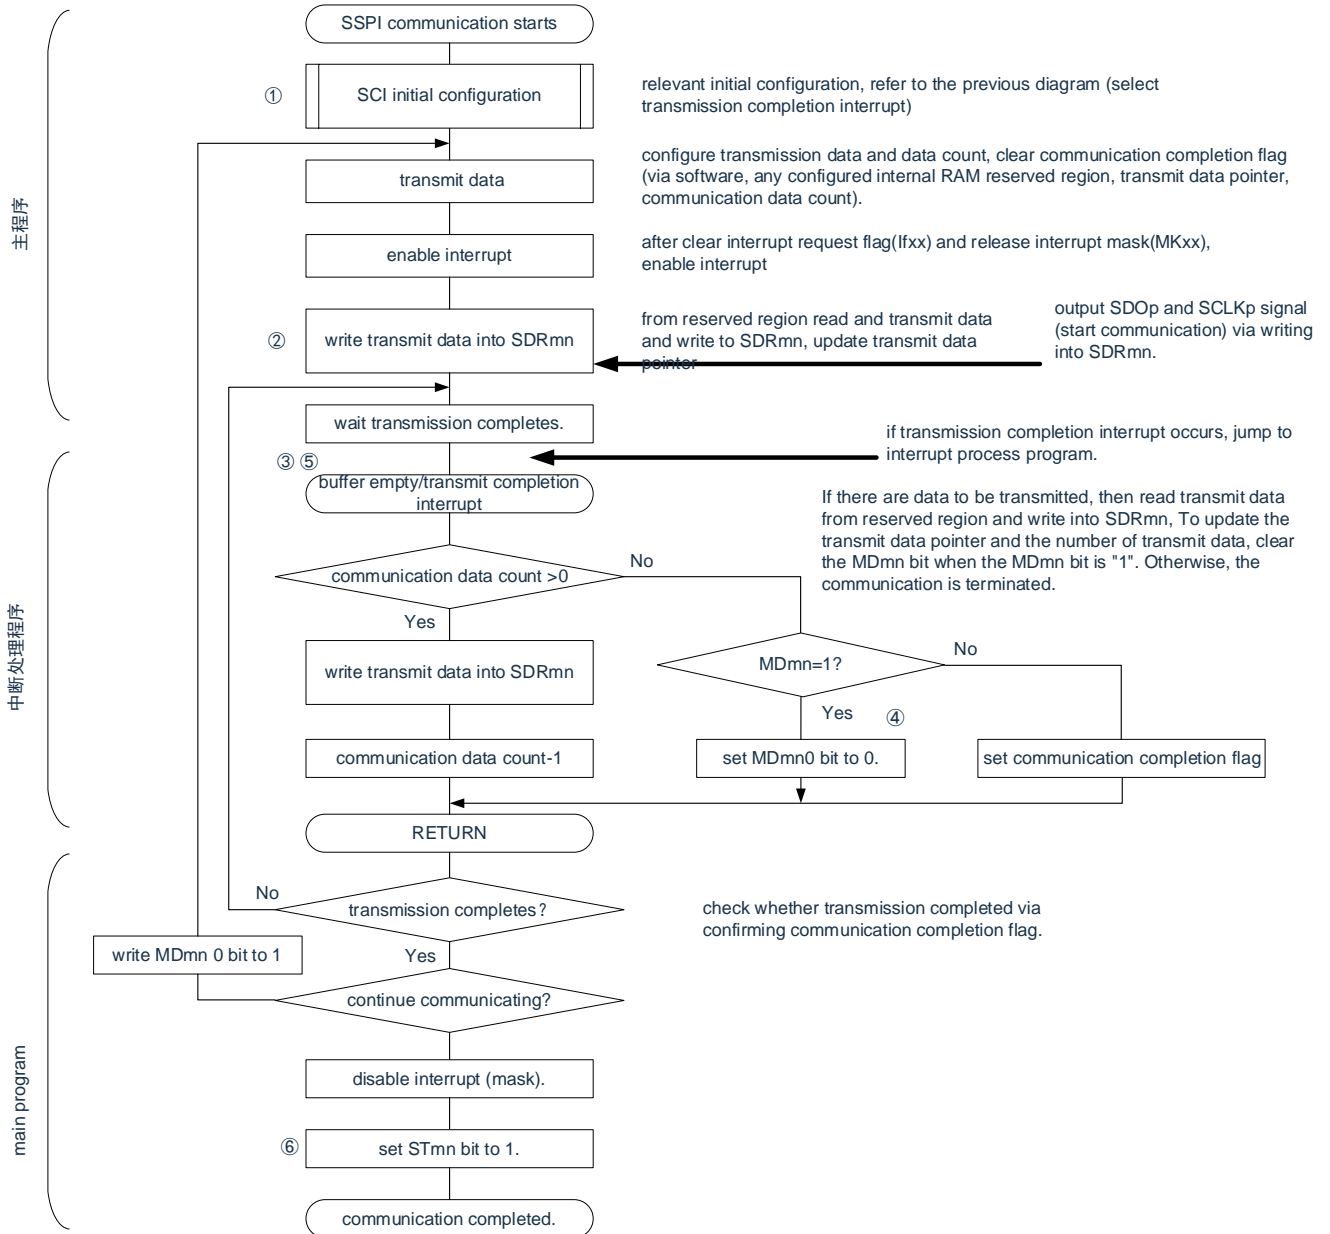 SSPI communication starts
①
SCI initial configuration
relevant initial configuration, refer to the previous diagram (select
transmission completion interrupt)
transmit data
configure transmission data and data count, clear communication completion flag
(via software, any configured internal RAM reserved region, transmit data pointer,
communication data count).
主程序
enable interrupt
after clear interrupt request flag(Ifxx) and release interrupt mask(MKxx),
enable interrupt
②
write transmit data into SDRmn
from reserved region read and transmit data
and write to SDRmn, update transmit data
pointer
output SDOp and SCLKp signal
(start communication) via writing
into SDRmn.
wait transmission completes.
if transmission completion interrupt occurs, jump to
interrupt process program.
③ ⑤
buffer empty/transmit completion
interrupt
If there are data to be transmitted, then read transmit data
from reserved region and write into SDRmn, To update the
transmit data pointer and the number of transmit data, clear
the MDmn bit when the MDmn bit is "1". Otherwise, the
communication is terminated.
communication data count >0
No
Yes
中断处理程序
write transmit data into SDRmn
MDmn=1?
No
Yes
④
communication data count-1
set MDmn0 bit to 0.
set communication completion flag
RETURN
No
transmission completes?
check whether transmission completed via
confirming communication completion flag.
write MDmn 0 bit to 1
Yes
continue communicating?
main program
disable interrupt (mask).
⑥
set STmn bit to 1.
communication completed.